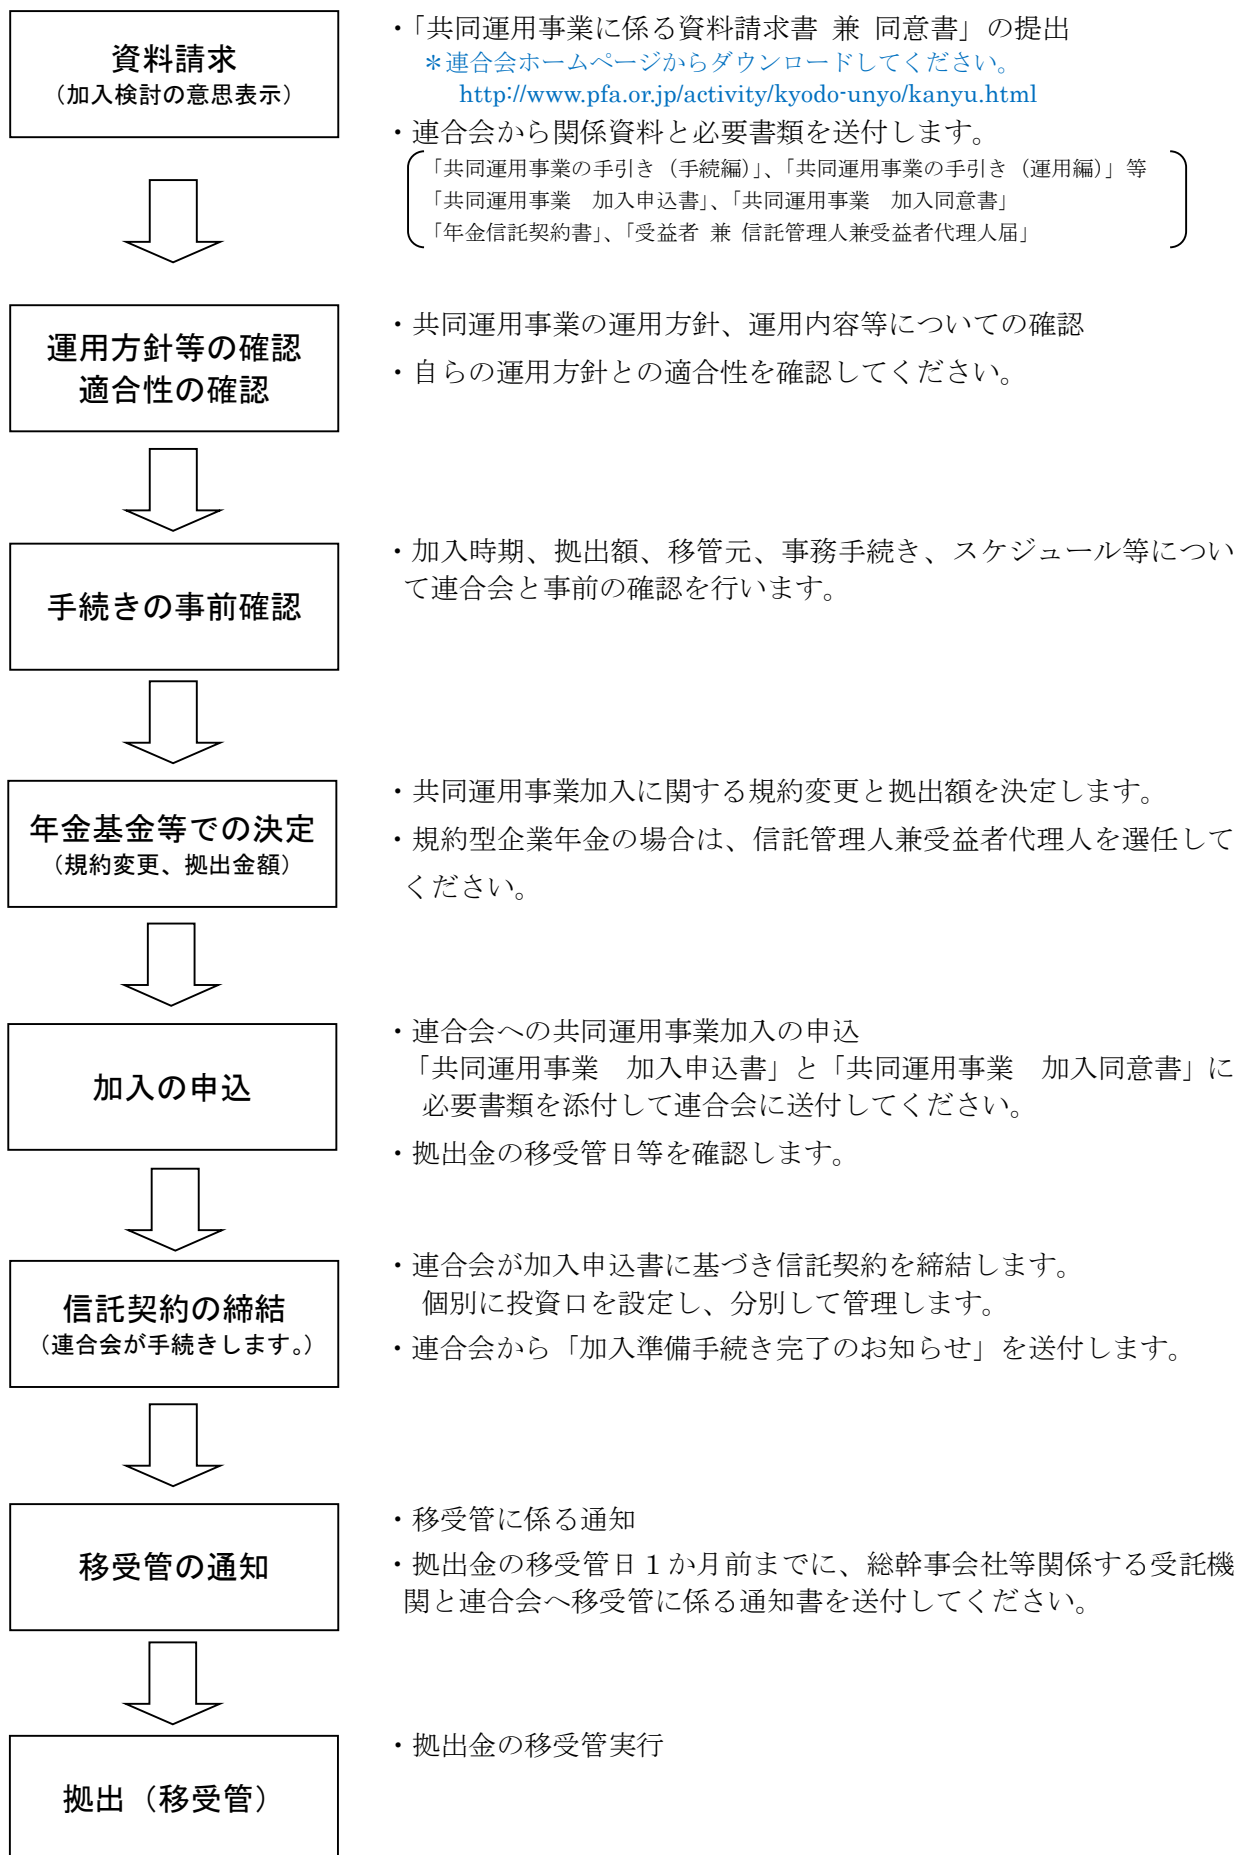 資料請求
（加入検討の意思表示）
・「共同運用事業に係る資料請求書 兼 同意書」の提出
＊連合会ホームページからダウンロードしてください。
http://www.pfa.or.jp/activity/kyodo-unyo/kanyu.html
・連合会から関係資料と必要書類を送付します。
「共同運用事業の手引き（手続編）」、「共同運用事業の手引き（運用編）」等
「共同運用事業　加入申込書」、「共同運用事業　加入同意書」
「年金信託契約書」、「受益者 兼 信託管理人兼受益者代理人届」
運用方針等の確認
適合性の確認
・共同運用事業の運用方針、運用内容等についての確認
・自らの運用方針との適合性を確認してください。
手続きの事前確認
・加入時期、拠出額、移管元、事務手続き、スケジュール等につい
て連合会と事前の確認を行います。
年金基金等での決定
（規約変更、拠出金額）
・共同運用事業加入に関する規約変更と拠出額を決定します。
・規約型企業年金の場合は、信託管理人兼受益者代理人を選任して
ください。
加入の申込
・連合会への共同運用事業加入の申込
「共同運用事業　加入申込書」と「共同運用事業　加入同意書」に
必要書類を添付して連合会に送付してください。
・拠出金の移受管日等を確認します。
信託契約の締結
（連合会が手続きします。）
・連合会が加入申込書に基づき信託契約を締結します。
個別に投資口を設定し、分別して管理します。
・連合会から「加入準備手続き完了のお知らせ」を送付します。
移受管の通知
・移受管に係る通知
・拠出金の移受管日１か月前までに、総幹事会社等関係する受託機
関と連合会へ移受管に係る通知書を送付してください。
拠出（移受管）
・拠出金の移受管実行